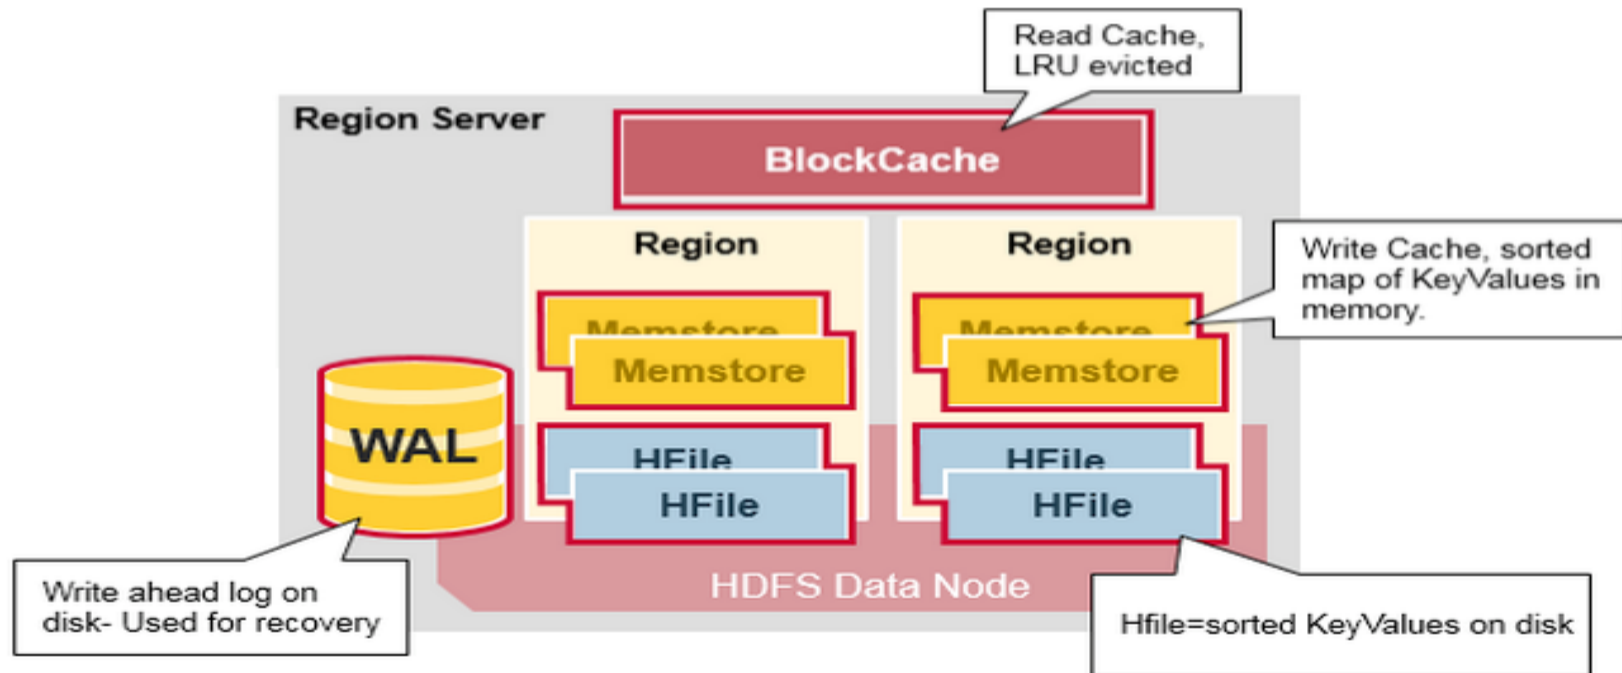 Read Cache,
LRU evicted
Region Server
BlockCache
Region
Region
Write Cache, sorted
map of KeyValues in
memory.
Memstore
Memstore
Memstore
Memstore
WAL
HFile
HFile
HFile
HFile
HDFS Data Node
Write ahead log on
disk- Used for recovery
Hfile=sorted KeyValues on disk